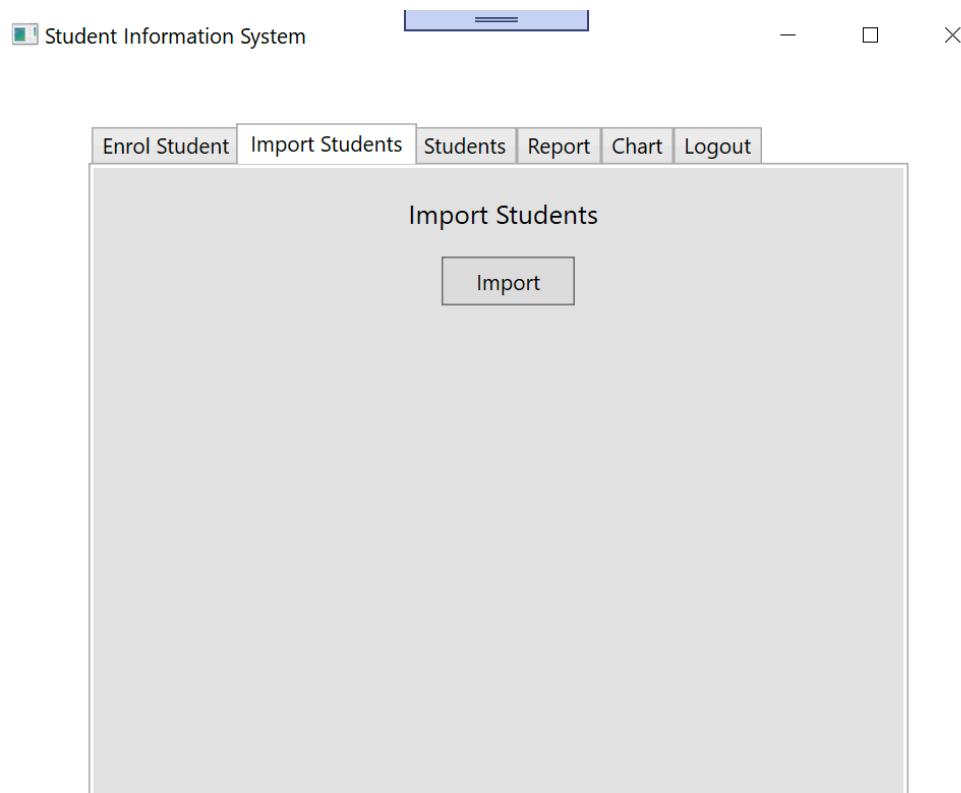 Student Information System
Enrol Student Import Students Students Report Chart Logout
Import Students
Import